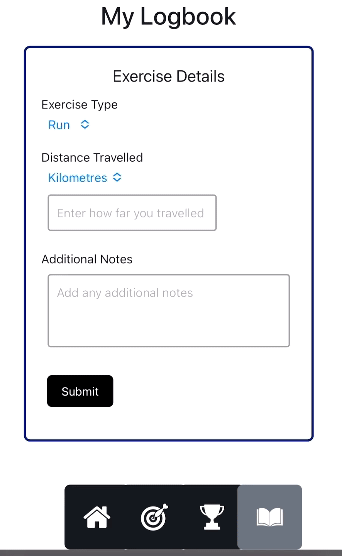 My Logbook
Exercise Details
Exercise Type
Run
Distance Travelled
Kilometres
Enter how far you travelled
Additional Notes
Add any additional notes
Submit